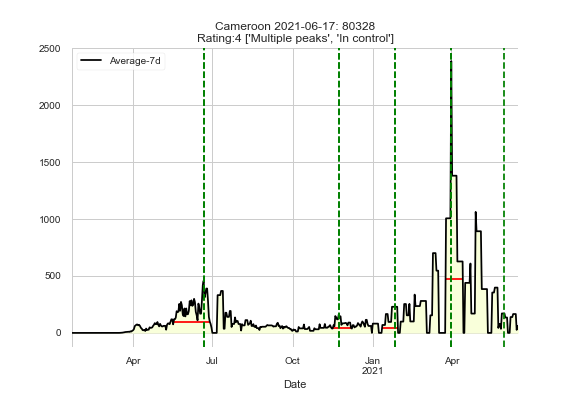 Cameroon 2021-06-17: 80328
Rating:4 ['Multiple peaks', 'In control']
2500
Average-7d
2000
1500
1000
500
0
Apr Jul Oct Jan Apr
2021
Date